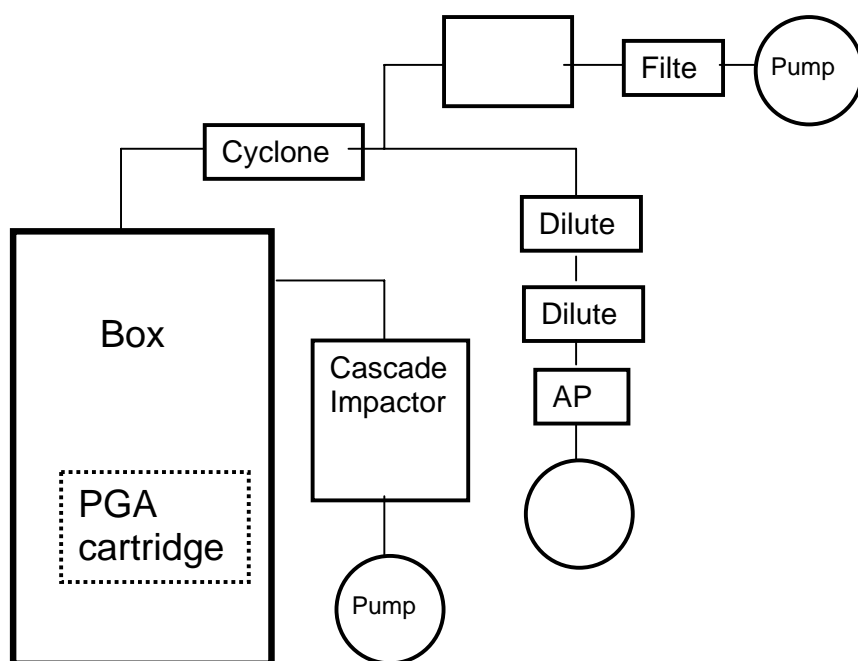 Filte
Pump
Cyclone
Dilute
Box
Dilute
Cascade
Impactor
AP
PGA
cartridge
Pump